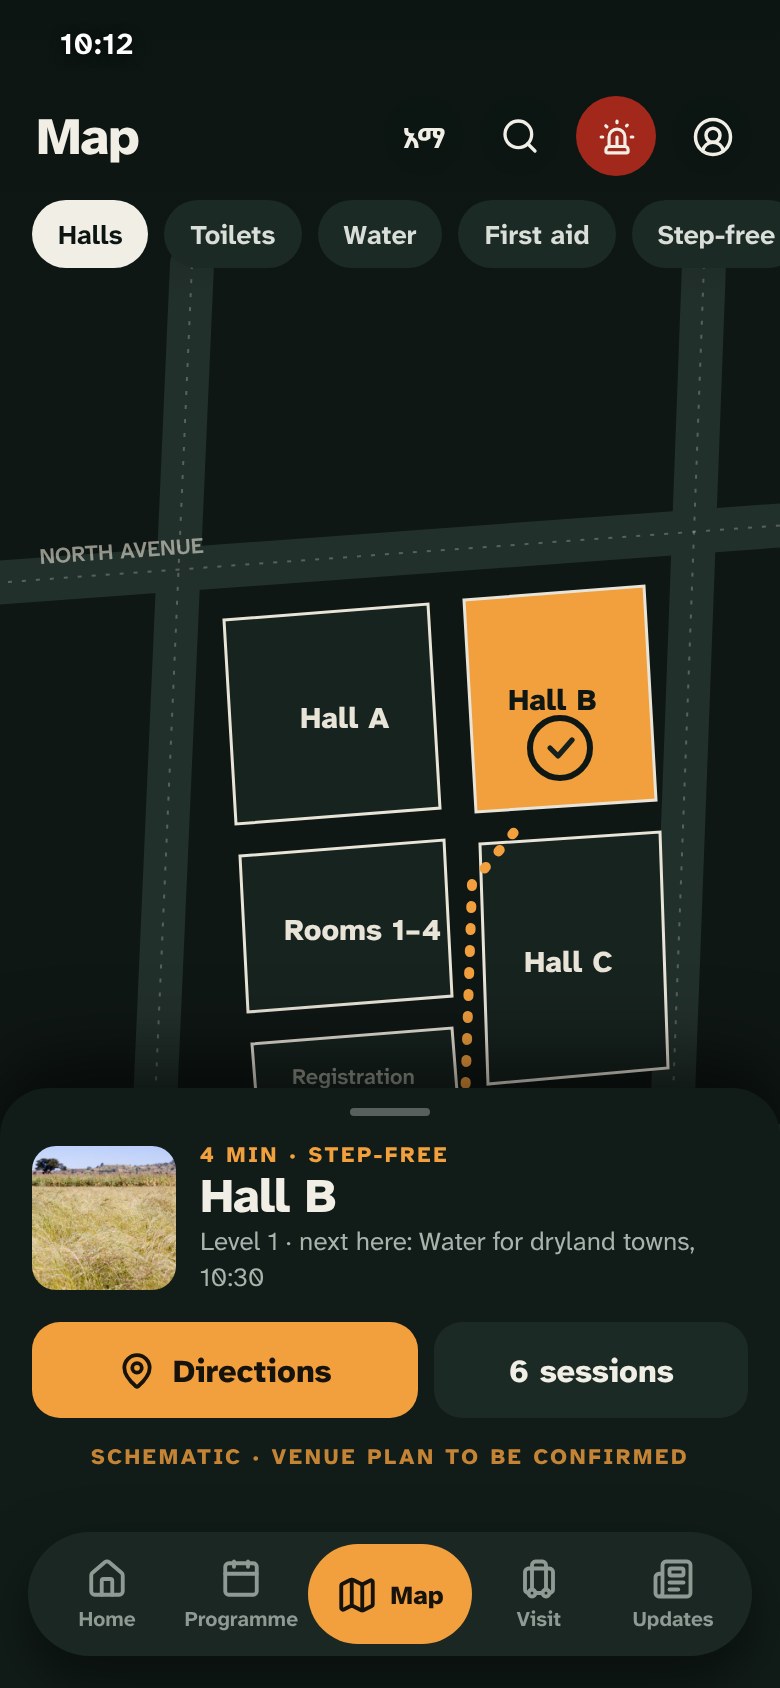 10:12
Map
አማ
Halls
Toilets
Water
First aid
Step-free
NORTH AVENUE
Hall A
Hall B
Rooms 1–4
Hall C
Registration
4 MIN · STEP-FREE
Hall B
Level 1 · next here: Water for dryland towns,
10:30
Directions
6 sessions
SCHEMATIC · VENUE PLAN TO BE CONFIRMED
Home
Programme
Map
Visit
Updates